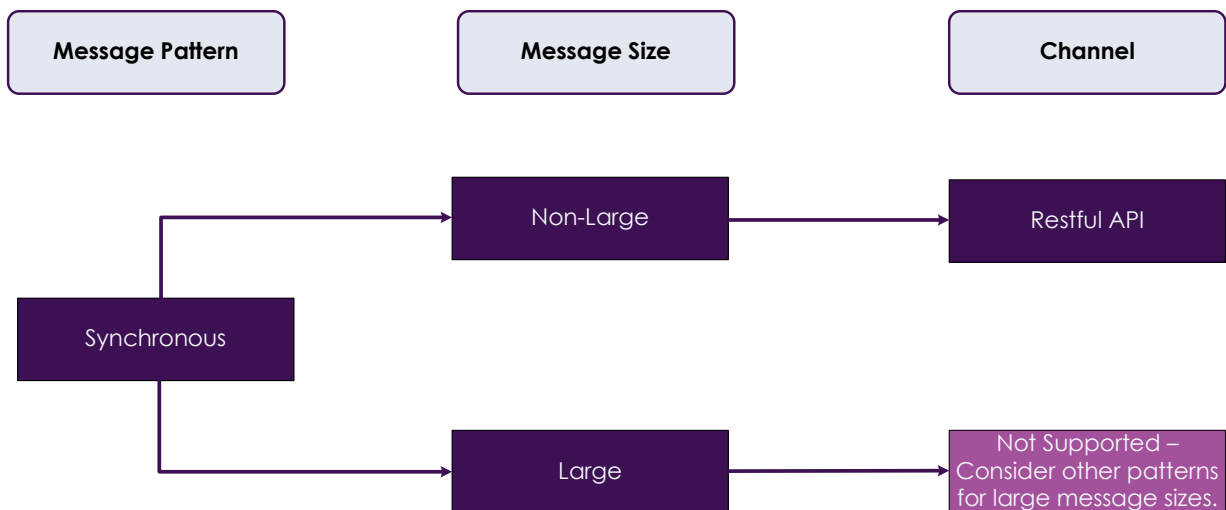 Message Pattern
Message Size
Channel
Non-Large
Restful API
Synchronous
Large
Not Supported –
Consider other patterns
for large message sizes.